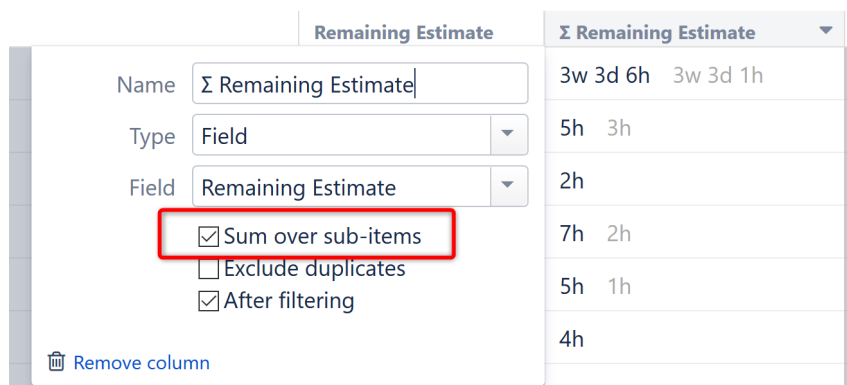 Remaining Estimate Σ Remaining Estimate
Name Σ Remaining Estimate 3w 3d 6h 3w 3d 1h
Type Field 5h 3h
Field Remaining Estimate 2h
Sum over sub-items 7h 2h
Exclude duplicates
After filtering 5h 1h
4h
Remove column